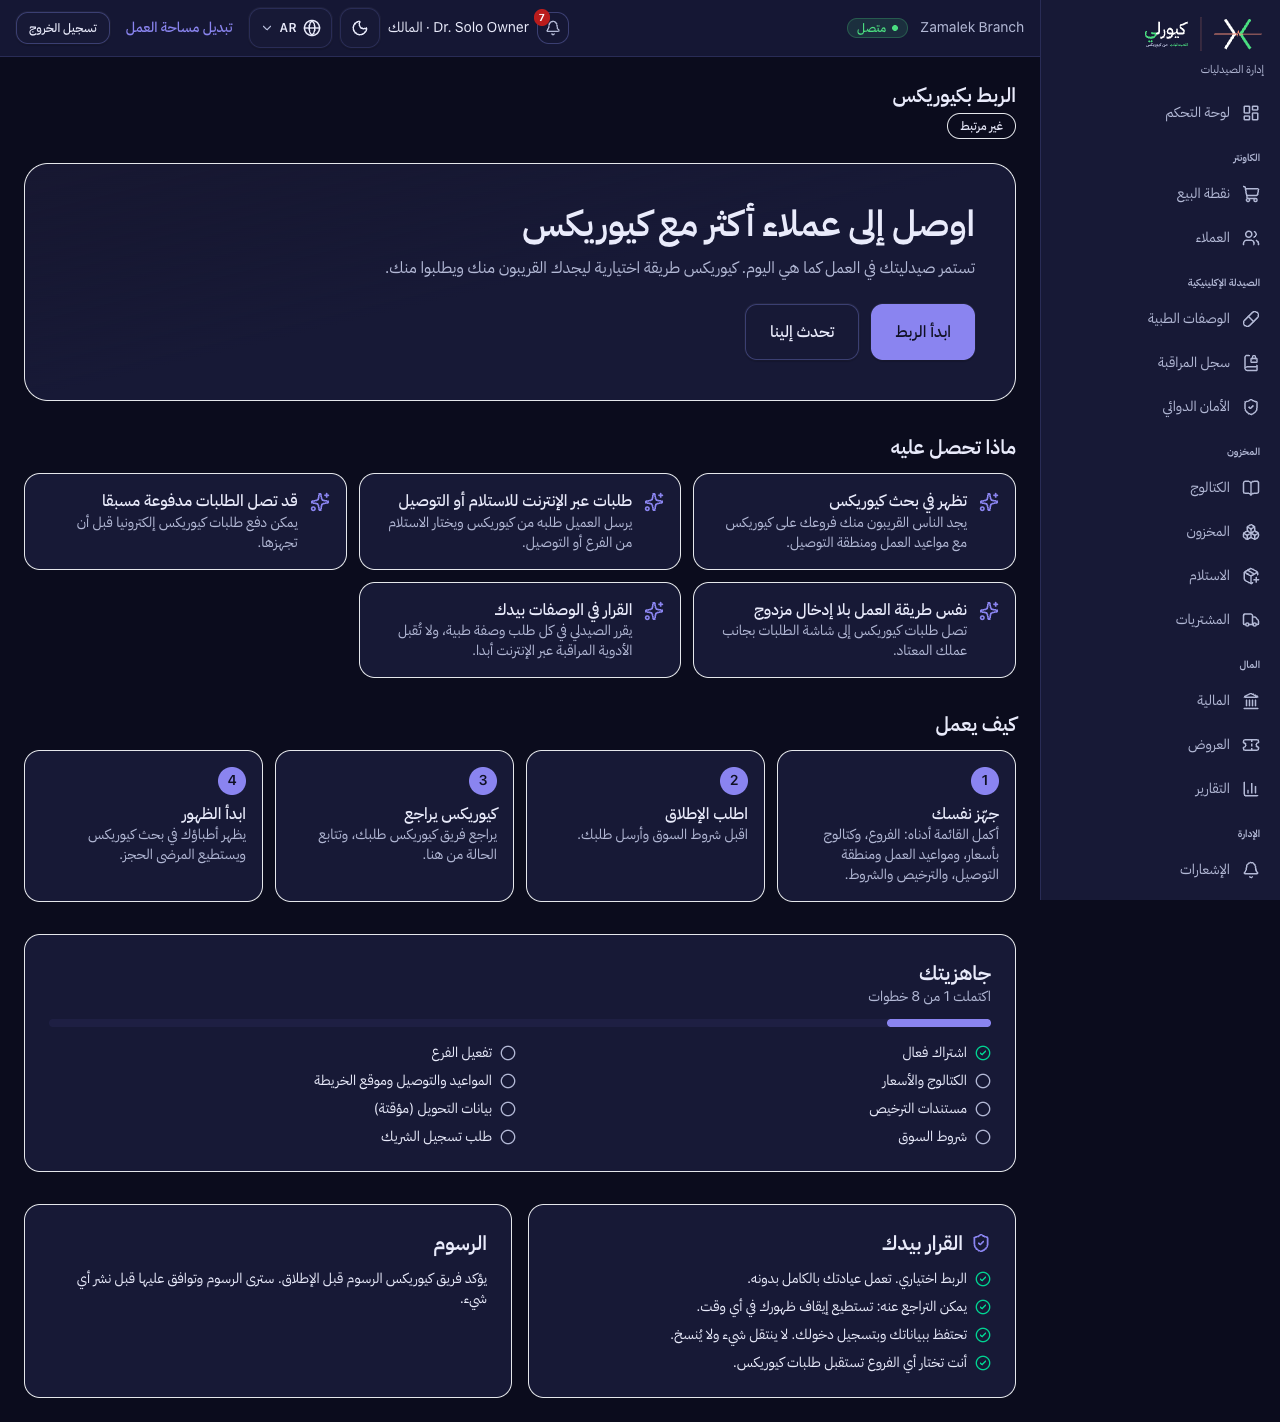 كيورلي
إدارة الصيدليات
لوحة التحكم
الكاونتر
نقطة البيع
العملاء
الصيدلة الإكلينيكية
الوصفات الطبية
سجل المراقبة
الأمان الدوائي
المخزون
الكتالوج
المخزون
الاستلام
المشتريات
المال
المالية
العروض
التقارير
الإدارة
الإشعارات
Zamalek Branch
متصل
7
Dr. Solo Owner · المالك
AR
تبديل مساحة العمل
تسجيل الخروج
الربط بكيوريكس
غير مرتبط
اوصل إلى عملاء أكثر مع كيوريكس
تستمر صيدليتك في العمل كما هي اليوم. كيوريكس طريقة اختيارية ليجدك القريبون منك ويطلبوا منك.
ابدأ الربط
تحدث إلينا
ماذا تحصل عليه
تظهر في بحث كيوريكس
يجد الناس القريبون منك فروعك على كيوريكس
مع مواعيد العمل ومنطقة التوصيل.
طلبات عبر الإنترنت للاستلام أو التوصيل
يرسل العميل طلبه من كيوريكس ويختار الاستلام
من الفرع أو التوصيل.
قد تصل الطلبات مدفوعة مسبقا
يمكن دفع طلبات كيوريكس إلكترونيا قبل أن
تجهزها.
نفس طريقة العمل بلا إدخال مزدوج
تصل طلبات كيوريكس إلى شاشة الطلبات بجانب
عملك المعتاد.
القرار في الوصفات بيدك
يقرر الصيدلي في كل طلب وصفة طبية، ولا تُقبل
الأدوية المراقبة عبر الإنترنت أبدا.
كيف يعمل
1
جهّز نفسك
أكمل القائمة أدناه: الفروع، وكتالوج
بأسعار، ومواعيد العمل ومنطقة
التوصيل، والترخيص والشروط.
2
اطلب الإطلاق
اقبل شروط السوق وأرسل طلبك.
3
كيوريكس يراجع
يراجع فريق كيوريكس طلبك، وتتابع
الحالة من هنا.
4
ابدأ الظهور
يظهر أطباؤك في بحث كيوريكس
ويستطيع المرضى الحجز.
جاهزيتك
اكتملت 1 من 8 خطوات
اشتراك فعال
تفعيل الفرع
الكتالوج والأسعار
المواعيد والتوصيل وموقع الخريطة
مستندات الترخيص
بيانات التحويل (مؤقتة)
شروط السوق
طلب تسجيل الشريك
القرار بيدك
الربط اختياري. تعمل عيادتك بالكامل بدونه.
يمكن التراجع عنه: تستطيع إيقاف ظهورك في أي وقت.
تحتفظ ببياناتك وبتسجيل دخولك. لا ينتقل شيء ولا يُنسخ.
أنت تختار أي الفروع تستقبل طلبات كيوريكس.
الرسوم
يؤكد فريق كيوريكس الرسوم قبل الإطلاق. سترى الرسوم وتوافق عليها قبل نشر أي
شيء.